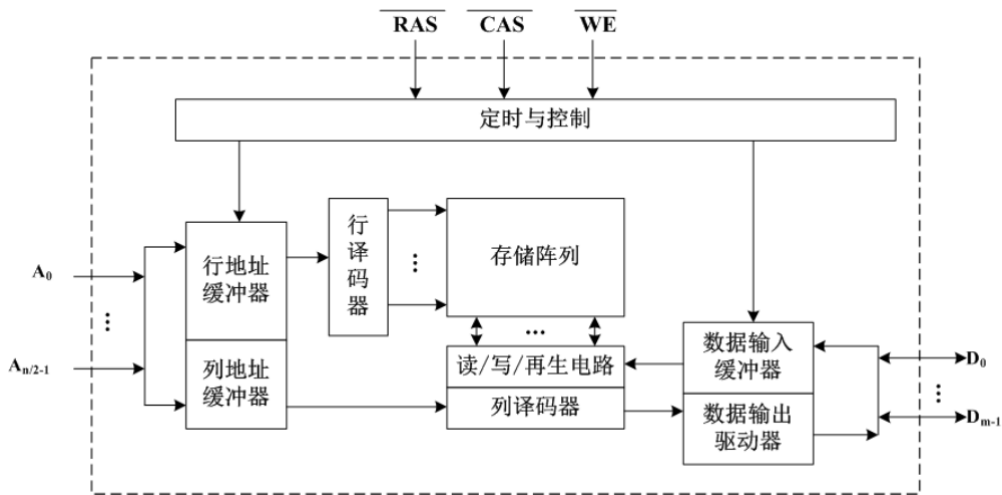 RAS CAS WE
定时与控制
行地址
缓冲器
行
译
码
器
存储阵列
A0
...
An/2-1
列地址
缓冲器
读/写/再生电路
列译码器
数据输入
缓冲器
数据输出
驱动器
D0
...
Dm-1